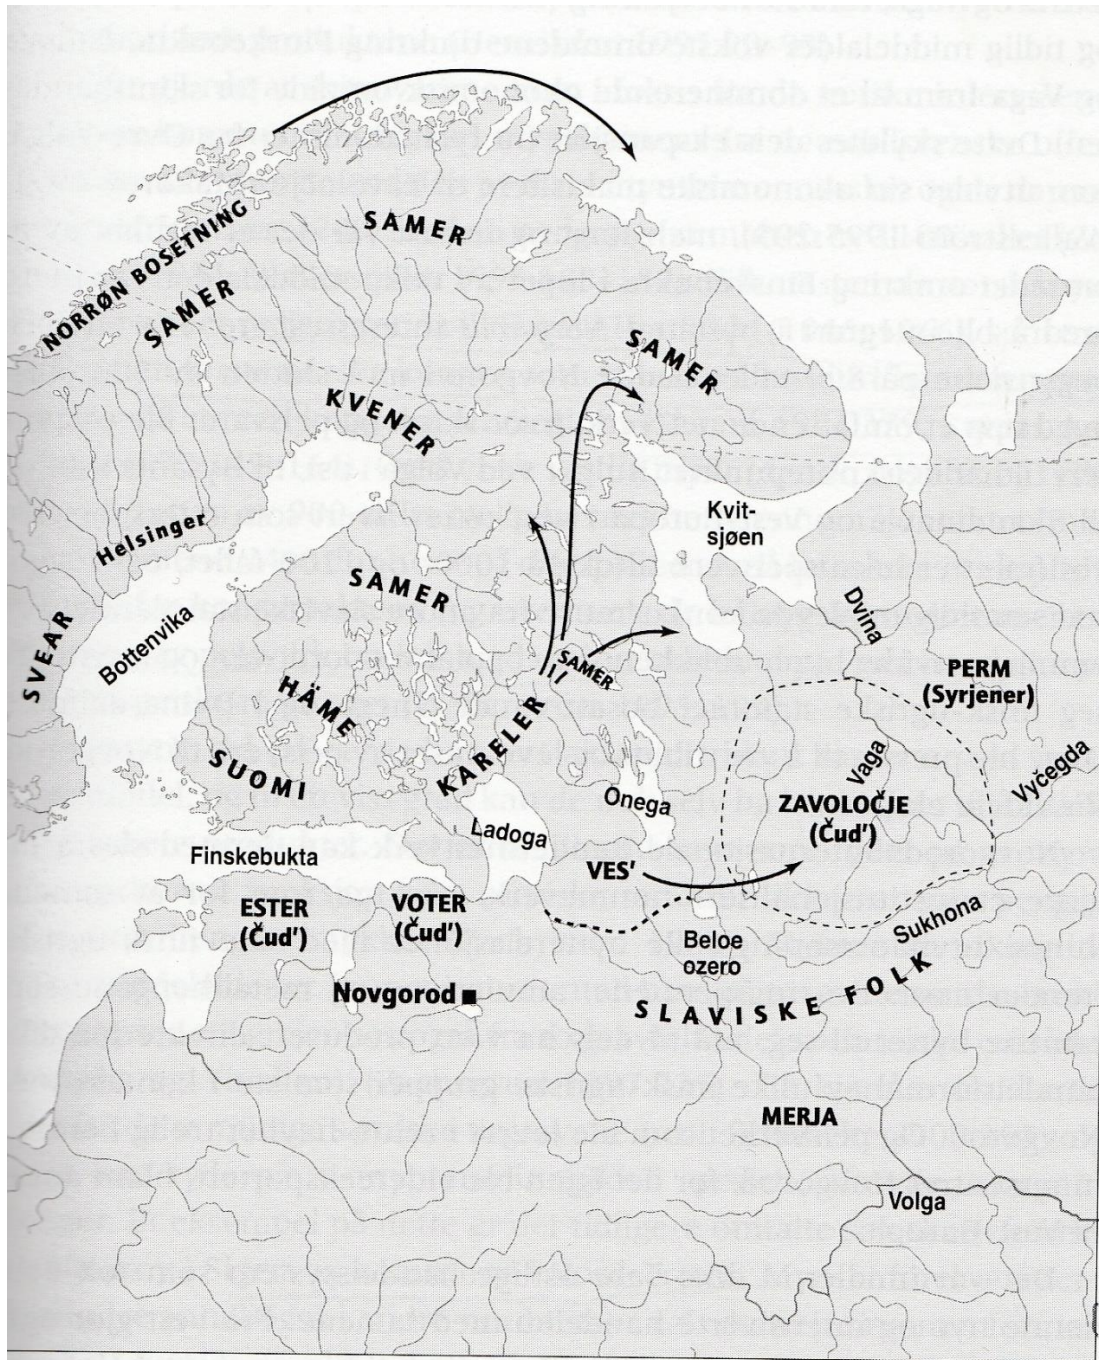 SAMER
NORRØN BOSETNING
SAMER
SAMER
KVENER
Kvit-
sjøen
Helsinger
SAMER
Dvina
Bottenvika
SVEAR
SAMER
PERM
(Syrjener)
HÄME
KARELER
Vaga
Vyčegda
SUOMI
Onega
ZAVOLOČJE
(Čud')
Ladoga
Finskebukta
VES'
ESTER
(Čud')
VOTER
(Čud')
Sukhona
Beloe
ozero
Novgorod
SLAVISKE FOLK
MERJA
Volga